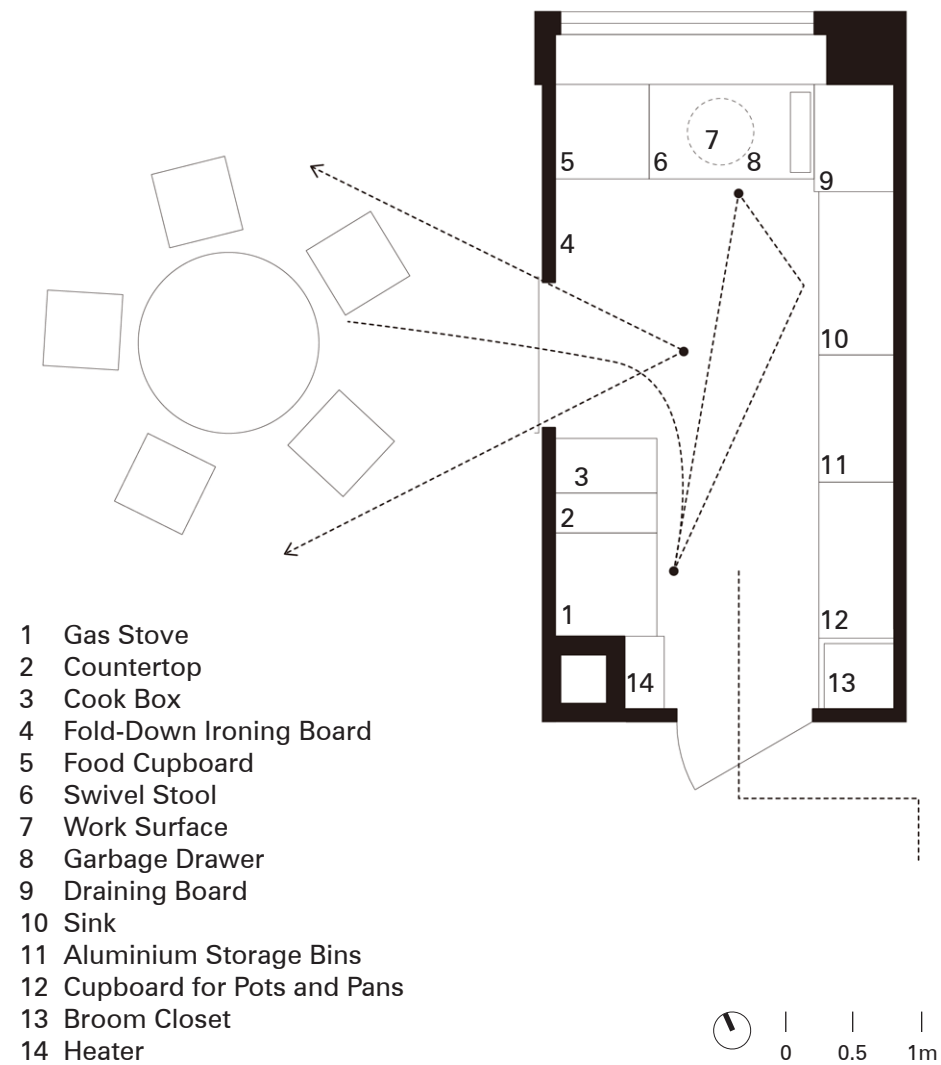 5
6
7
8
9
4
10
11
3
2
1
12
14
13
1 Gas Stove
2 Countertop
3 Cook Box
4 Fold-Down Ironing Board
5 Food Cupboard
6 Swivel Stool
7 Work Surface
8 Garbage Drawer
9 Draining Board
10 Sink
11 Aluminium Storage Bins
12 Cupboard for Pots and Pans
13 Broom Closet
14 Heater
0 0.5 1m